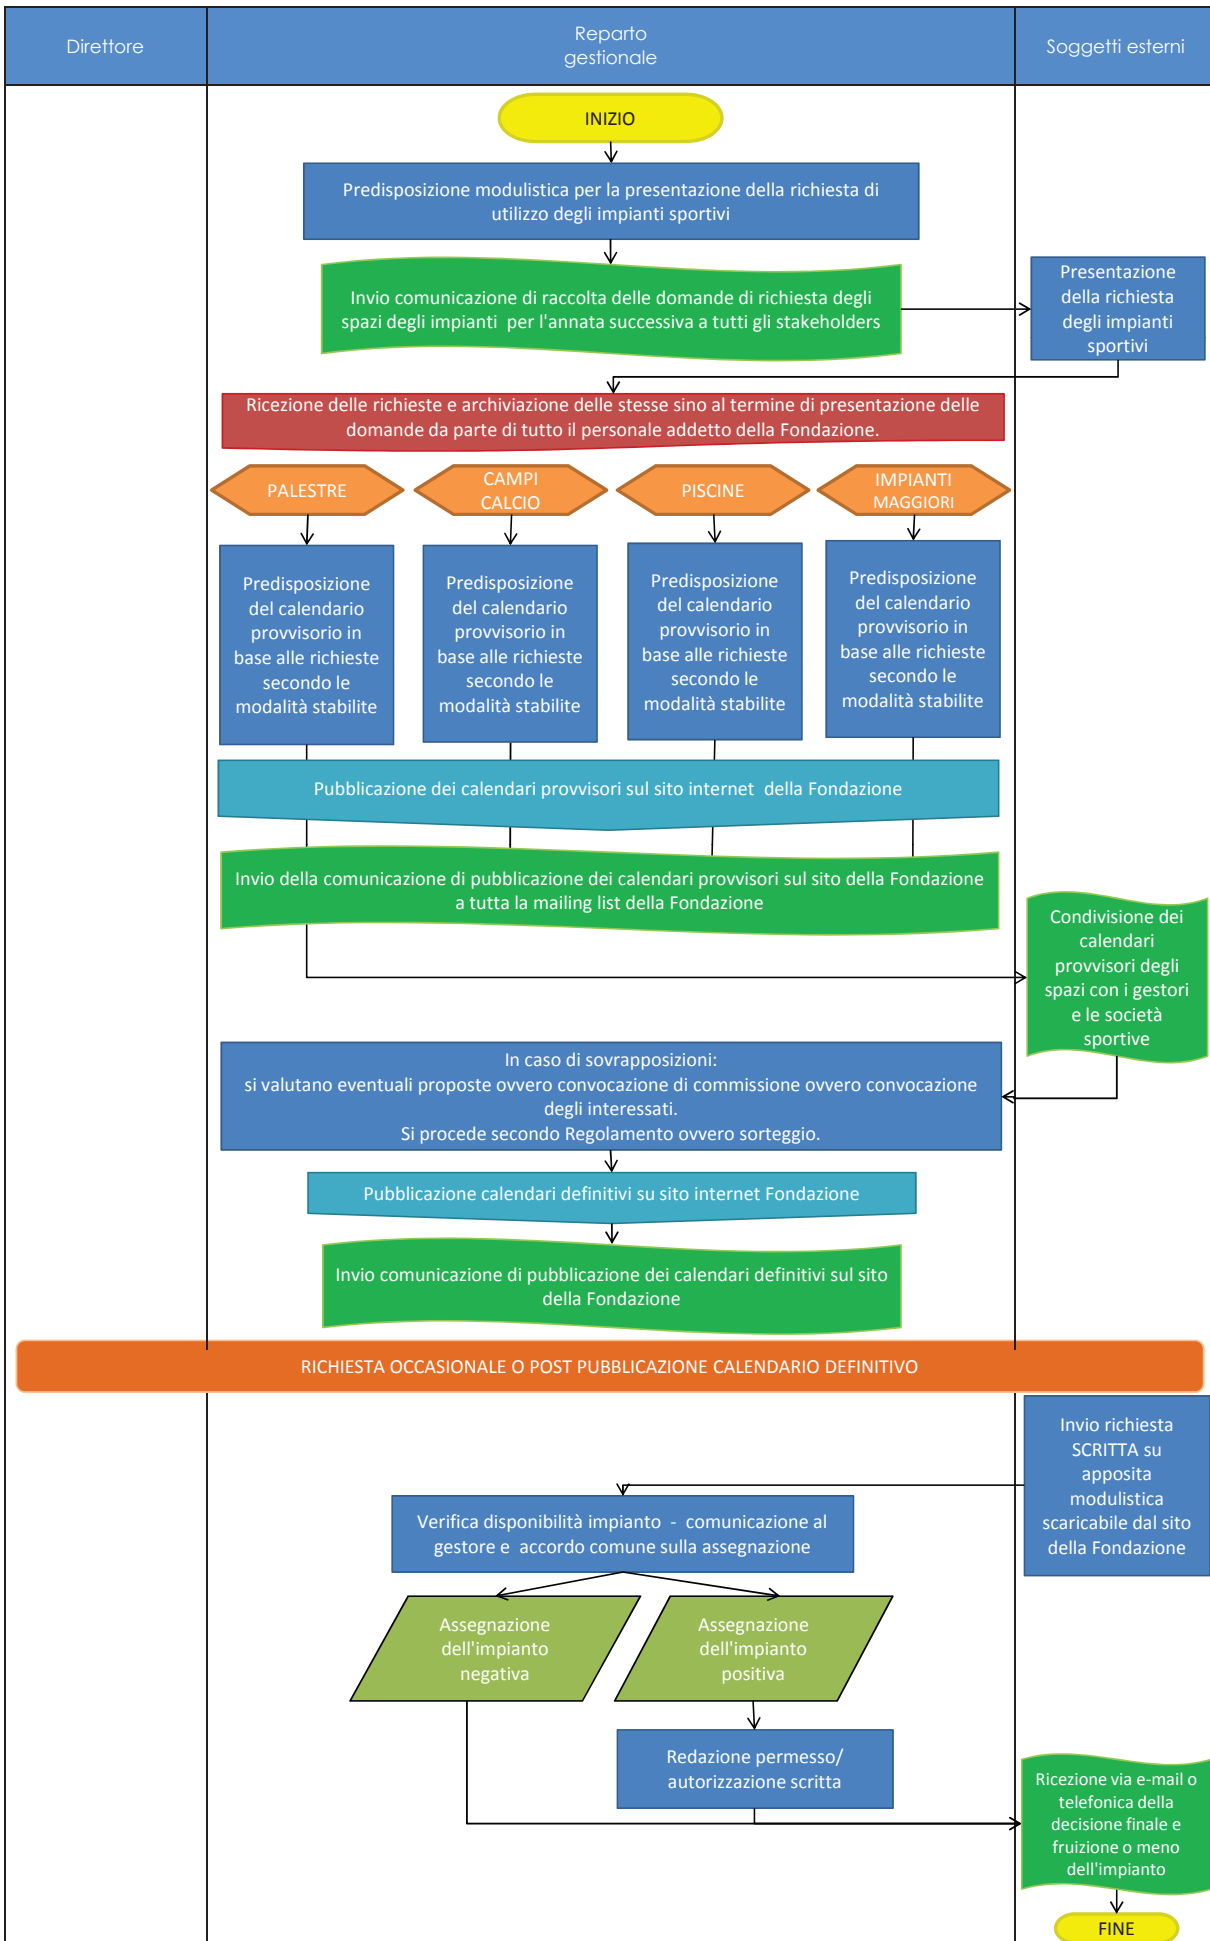 Direttore
Reparto
gestionale
Soggetti esterni
INIZIO
Predisposizione modulistica per la presentazione della richiesta di
utilizzo degli impianti sportivi
Invio comunicazione di raccolta delle domande di richiesta degli
spazi degli impianti per l'annata successiva a tutti gli stakeholders
Presentazione
della richiesta
degli impianti
sportivi
Ricezione delle richieste e archiviazione delle stesse sino al termine di presentazione delle
domande da parte di tutto il personale addetto della Fondazione.
PALESTRE
CAMPI
CALCIO
PISCINE
IMPIANTI
MAGGIORI
Predisposizione
del calendario
provvisorio in
base alle richieste
secondo le
modalità stabilite
Predisposizione
del calendario
provvisorio in
base alle richieste
secondo le
modalità stabilite
Predisposizione
del calendario
provvisorio in
base alle richieste
secondo le
modalità stabilite
Predisposizione
del calendario
provvisorio in
base alle richieste
secondo le
modalità stabilite
Pubblicazione dei calendari provvisori sul sito internet della Fondazione
Invio della comunicazione di pubblicazione dei calendari provvisori sul sito della Fondazione
a tutta la mailing list della Fondazione
Condivisione dei
calendari
provvisori degli
spazi con i gestori
e le società
sportive
In caso di sovrapposizioni:
si valutano eventuali proposte ovvero convocazione di commissione ovvero convocazione
degli interessati.
Si procede secondo Regolamento ovvero sorteggio.
Pubblicazione calendari definitivi su sito internet Fondazione
Invio comunicazione di pubblicazione dei calendari definitivi sul sito
della Fondazione
RICHIESTA OCCASIONALE O POST PUBBLICAZIONE CALENDARIO DEFINITIVO
Invio richiesta
SCRITTA su
apposita
modulistica
scaricabile dal sito
della Fondazione
Verifica disponibilità impianto - comunicazione al
gestore e accordo comune sulla assegnazione
Assegnazione
dell'impianto
negativa
Assegnazione
dell'impianto
positiva
Redazione permesso/
autorizzazione scritta
Ricezione via e-mail o
telefonica della
decisione finale e
fruizione o meno
dell'impianto
FINE